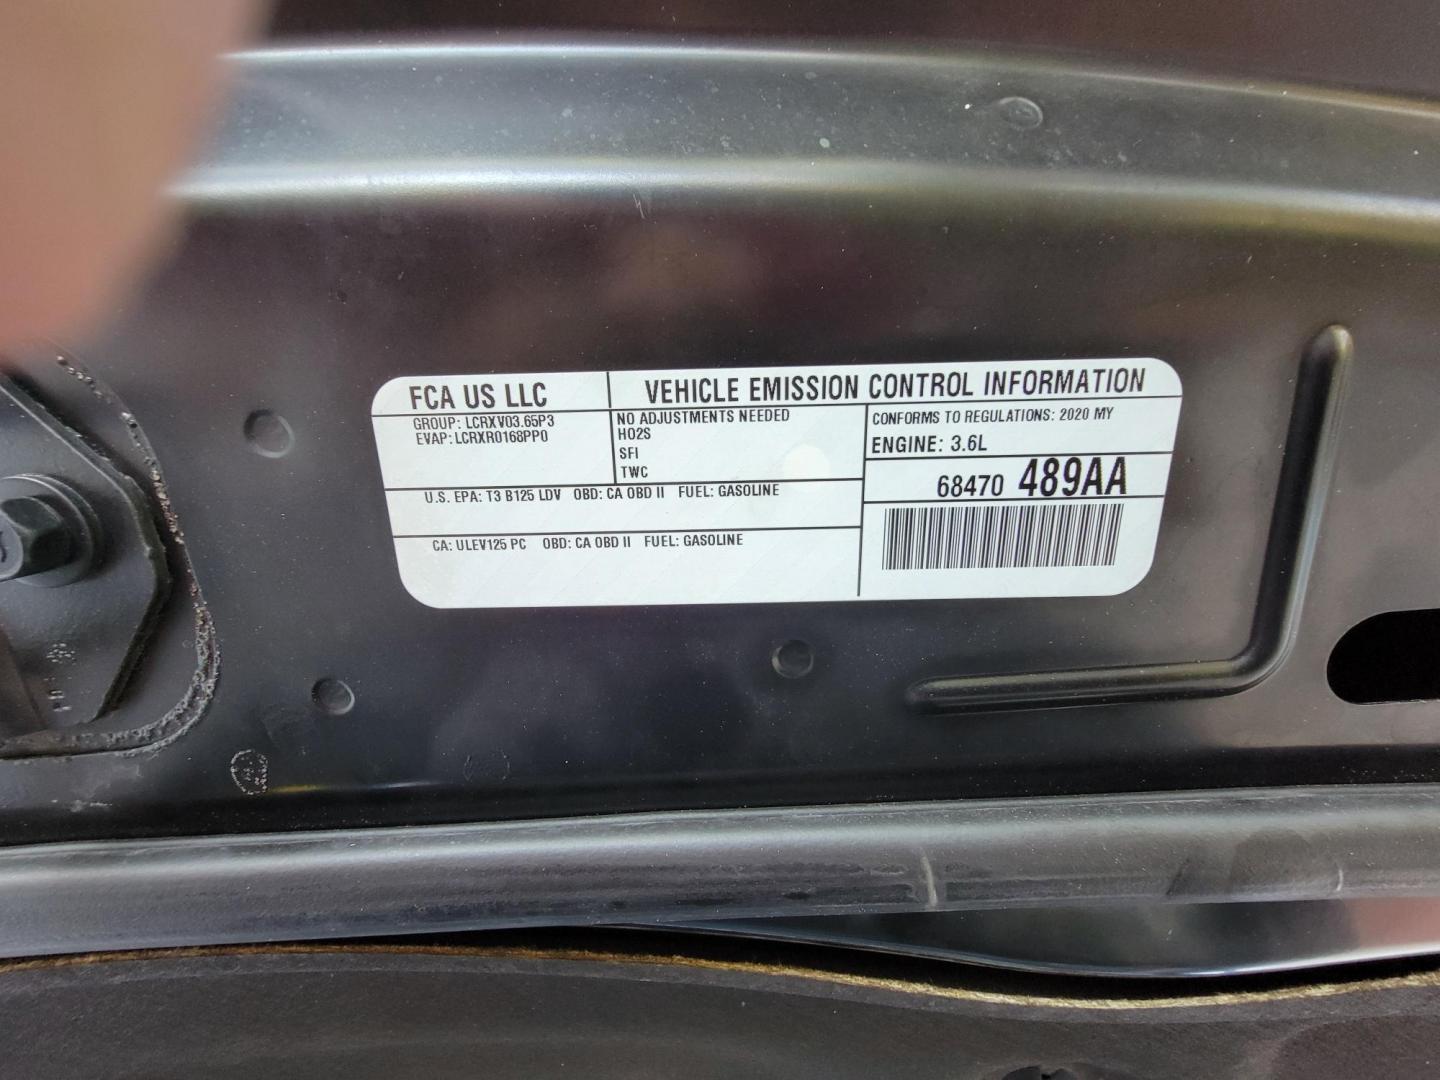 FCA US LLC
VEHICLE EMISSION CONTROL INFORMATION
GROUP: LCRXV03.65P3
EVAP: LCRXR0168PP0
NO ADJUSTMENTS NEEDED
HO2S
SFI
TWC
CONFORMS TO REGULATIONS: 2020 MY
ENGINE: 3.6L
68470 489AA
U.S. EPA: T3 B125 LDV OBD: CA OBD II FUEL: GASOLINE
CA: ULEV125 PC OBD: CA OBD II FUEL: GASOLINE